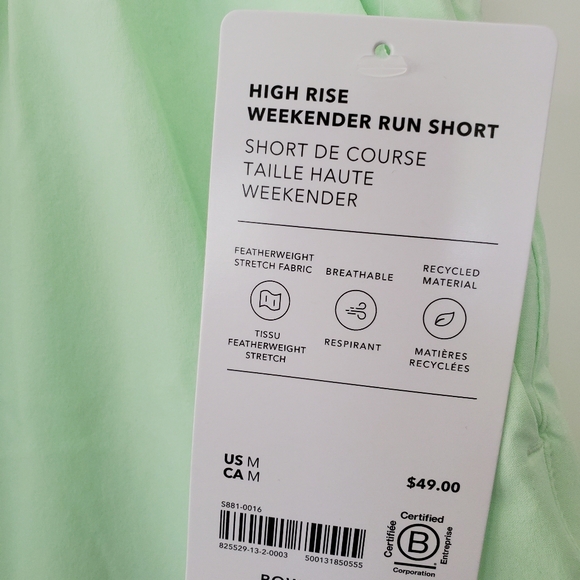 HIGH RISE
WEEKENDER RUN SHORT
SHORT DE COURSE
TAILLE HAUTE
WEEKENDER
FEATHERWEIGHT
STRETCH FABRIC
TISSU
FEATHERWEIGHT
STRETCH
BREATHABLE
RESPIRANT
RECYCLED
MATERIAL
MATIÈRES
RECYCLÉES
US M
CA M
$49.00
S881-0016
825529-13-2-0003 500131850555
Certified
Certifiée
B
Entreprise
Corporation